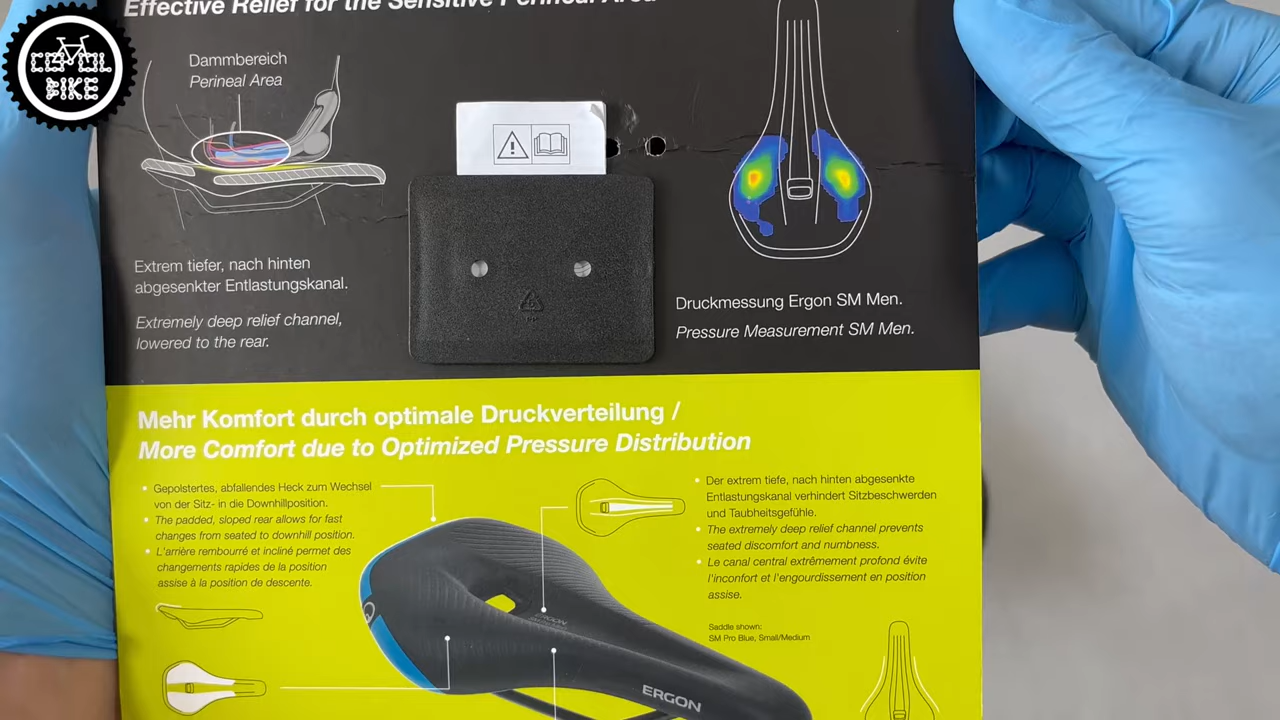 Effective Relief for the Sensitive Perineal Area
CEVOL
BIKE
Dammbereich
Perineal Area
Extrem tiefer, nach hinten
abgesenkter Entlastungskanal.
Extremely deep relief channel,
lowered to the rear.
PP
Druckmessung Ergon SM Men.
Pressure Measurement SM Men.
Mehr Komfort durch optimale Druckverteilung /
More Comfort due to Optimized Pressure Distribution
• Gepolstertes, abfallendes Heck zum Wechsel
von der Sitz- in die Downhillposition.
• The padded, sloped rear allows for fast
changes from seated to downhill position.
• L'arrière rembourré et incliné permet des
changements rapides de la position
assise à la position de descente.
• Der extrem tiefe, nach hinten abgesenkte
Entlastungskanal verhindert Sitzbeschwerden
und Taubheitsgefühle.
• The extremely deep relief channel prevents
seated discomfort and numbness.
• Le canal central extrêmement profond évite
l'inconfort et l'engourdissement en position
assise.
Saddle shown:
SM Pro Blue, Small/Medium
ERGON
ERGON